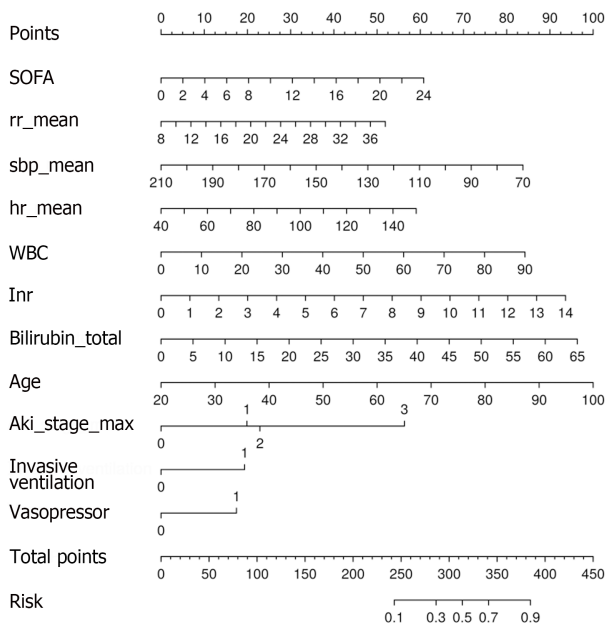 0 10 20 30 40 50 60 70 80 90 100
Points
SOFA
0 2 4 6 8 12 16 20 24
rr_mean
8 12 16 20 24 28 32 36
sbp_mean
210 190 170 150 130 110 90 70
hr_mean
40 60 80 100 120 140
WBC
0 10 20 30 40 50 60 70 80 90
Inr
0 1 2 3 4 5 6 7 8 9 10 11 12 13 14
Bilirubin_total
0 5 10 15 20 25 30 35 40 45 50 55 60 65
Age
20 30 40 50 60 70 80 90 100
1 3
Aki_stage_max
0 2
1
Invasive
ventilation
0
1
Vasopressor
0
Total points
0 50 100 150 200 250 300 350 400 450
Risk
0.1 0.3 0.5 0.7 0.9